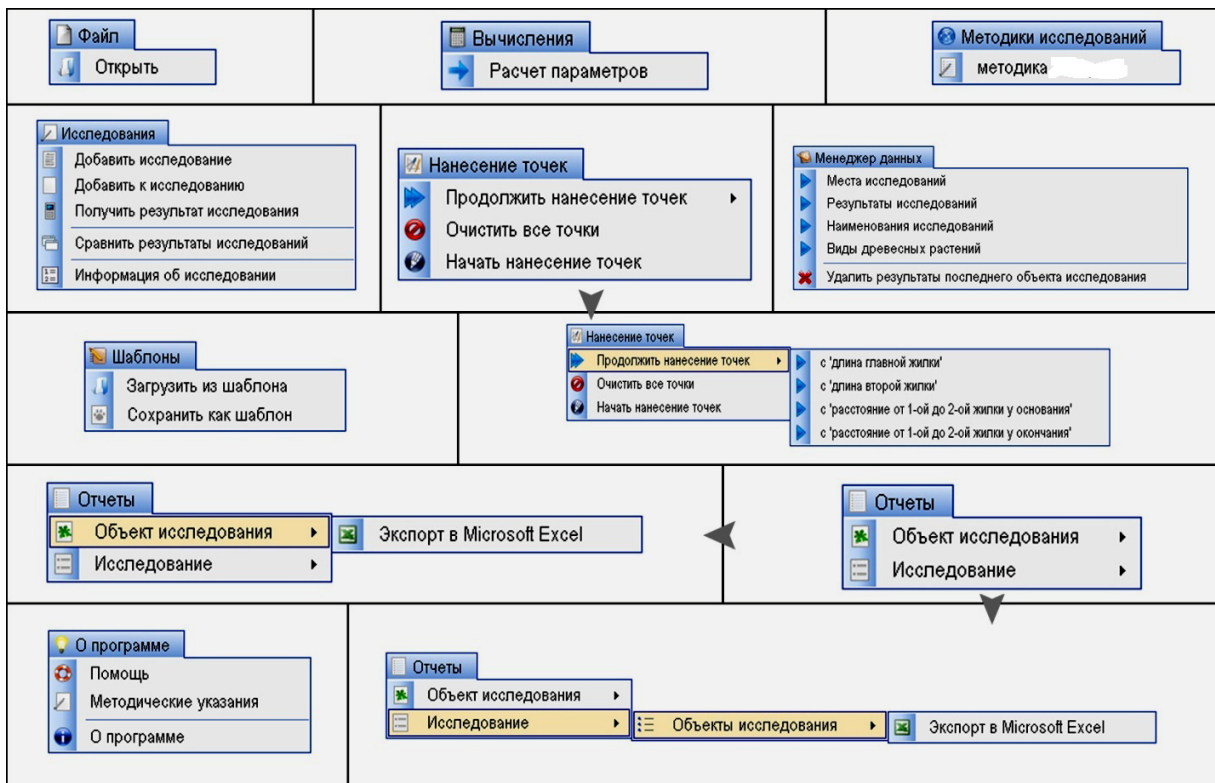 Файл
Открыть
Вычисления
Расчет параметров
Методики исследований
методика
Исследования
Добавить исследование
Добавить к исследованию
Получить результат исследования
Сравнить результаты исследований
Информация об исследовании
Нанесение точек
Продолжить нанесение точек
Очистить все точки
Начать нанесение точек
Менеджер данных
Места исследований
Результаты исследований
Наименования исследований
Виды древесных растений
Удалить результаты последнего объекта исследования
Шаблоны
Загрузить из шаблона
Сохранить как шаблон
Нанесение точек
Продолжить нанесение точек
Очистить все точки
Начать нанесение точек
с 'длина главной жилки'
с 'длина второй жилки'
с 'расстояние от 1-ой до 2-ой жилки у основания'
с 'расстояние от 1-ой до 2-ой жилки у окончания'
Отчеты
Объект исследования
Экспорт в Microsoft Excel
Исследование
Отчеты
Объект исследования
Исследование
О программе
Помощь
Методические указания
О программе
Отчеты
Объект исследования
Исследование
Объекты исследования
Экспорт в Microsoft Excel